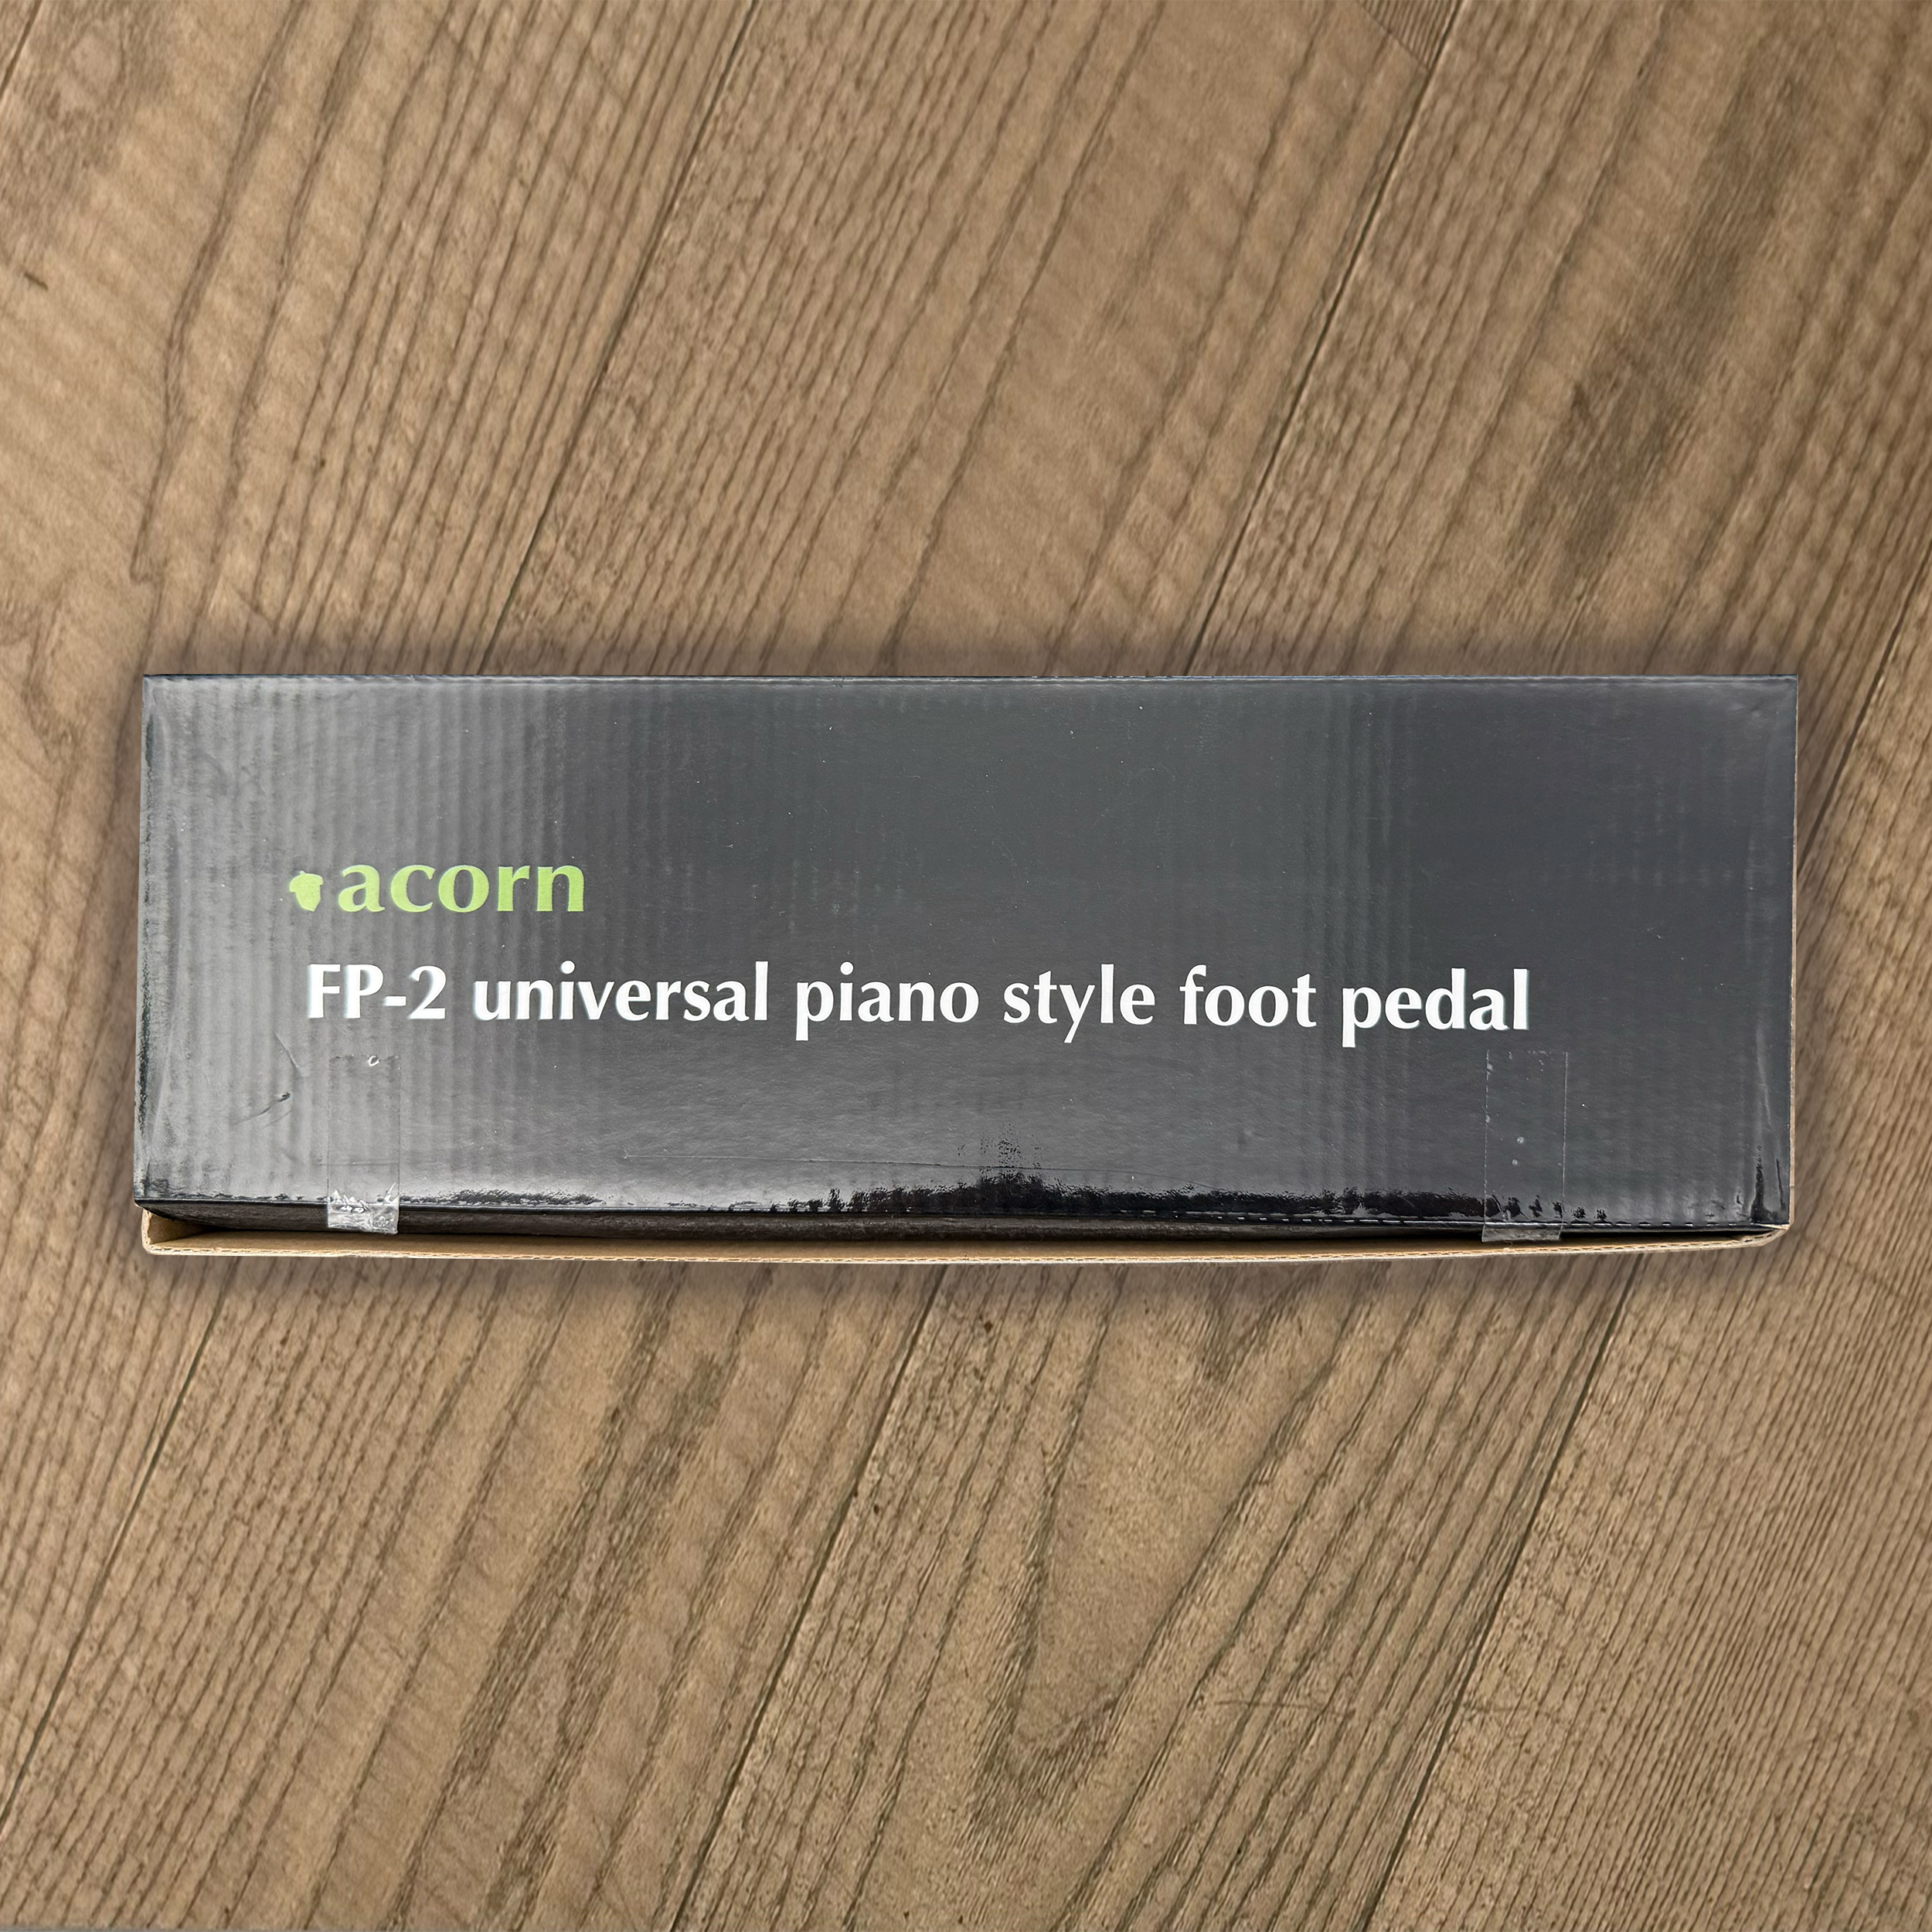 acorn
FP-2 universal piano style foot pedal